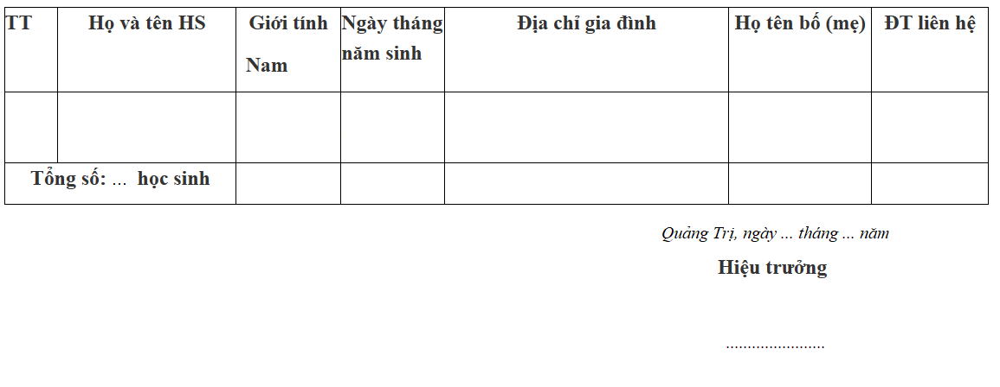 TT Họ và tên HS Giới tính Ngày tháng Địa chỉ gia đình Họ tên bố (mẹ) ĐT liên hệ
năm sinh
Nam
Tổng số: ... học sinh
Quảng Trị, ngày ... tháng ... năm
Hiệu trưởng
.......................